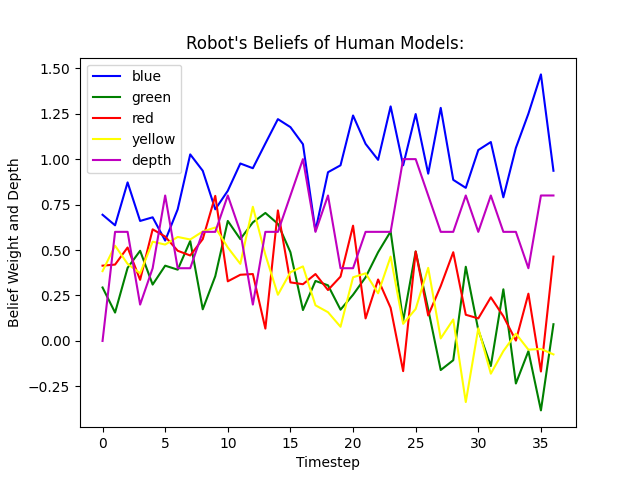 Robot's Beliefs of Human Models:
1.50
1.25
1.00
0.75
0.50
0.25
0.00
−0.25
Belief Weight and Depth
blue
green
red
yellow
depth
0 5 10 15 20 25 30 35
Timestep